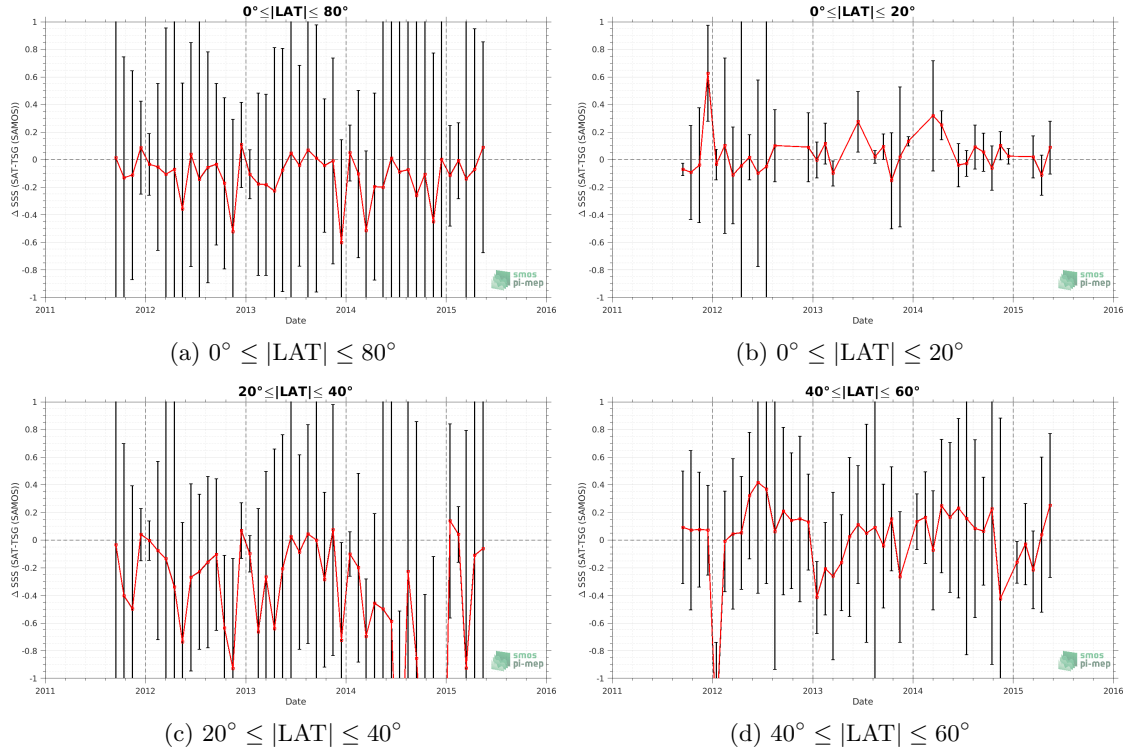 0°≤|LAT|≤ 80°
Δ SSS (SAT-TSG (SAMOS))
1
0.8
0.6
0.4
0.2
0
-0.2
-0.4
-0.6
-0.8
-1
2011 2012 2013 2014 2015 2016
Date
smos
pi-mep
(a) 0° ≤ |LAT| ≤ 80°
0°≤|LAT|≤ 20°
Δ SSS (SAT-TSG (SAMOS))
1
0.8
0.6
0.4
0.2
0
-0.2
-0.4
-0.6
-0.8
-1
2011 2012 2013 2014 2015 2016
Date
smos
pi-mep
(b) 0° ≤ |LAT| ≤ 20°
20°≤|LAT|≤ 40°
Δ SSS (SAT-TSG (SAMOS))
1
0.8
0.6
0.4
0.2
0
-0.2
-0.4
-0.6
-0.8
-1
2011 2012 2013 2014 2015 2016
Date
smos
pi-mep
(c) 20° ≤ |LAT| ≤ 40°
40°≤|LAT|≤ 60°
Δ SSS (SAT-TSG (SAMOS))
1
0.8
0.6
0.4
0.2
0
-0.2
-0.4
-0.6
-0.8
-1
2011 2012 2013 2014 2015 2016
Date
smos
pi-mep
(d) 40° ≤ |LAT| ≤ 60°